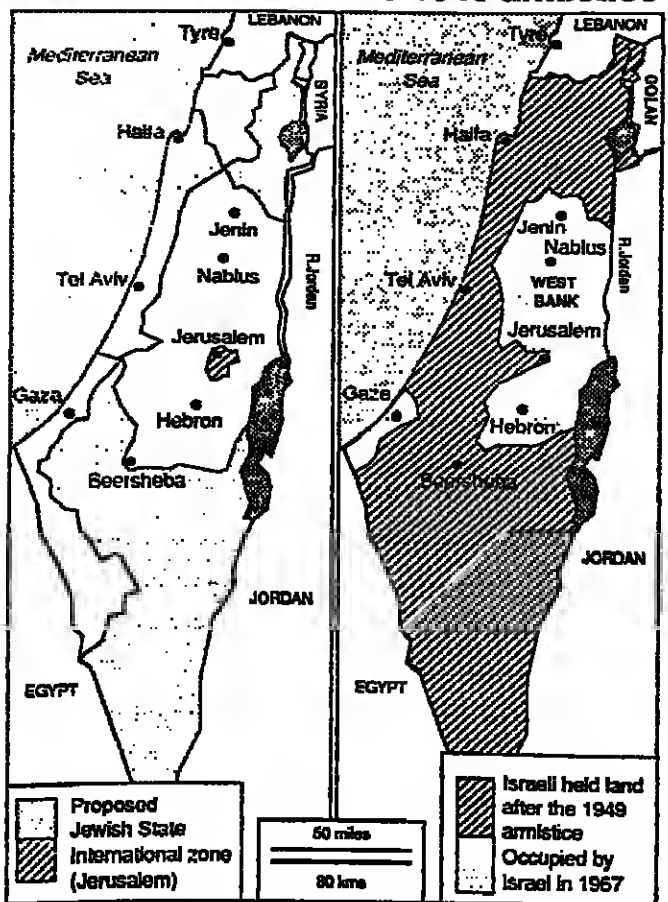 armistice
LEBANON
Tyre
Mediterranean
Sea
SYRIA
Haifa
Jenin
Nablus
Tel Aviv
R.Jordan
Jerusalem
Gaza
Hebron
Beersheba
JORDAN
EGYPT
Proposed
Jewish State
International zone
(Jerusalem)
50 miles
80 kms
LEBANON
Tyre
Mediterranean
Sea
GOLAN
Haifa
Jenin
Nablus
Tel Aviv
WEST
BANK
R.Jordan
Jerusalem
Gaza
Hebron
Beersheba
JORDAN
EGYPT
Israeli held land
after the 1949
armistice
Occupied by
Israel in 1967